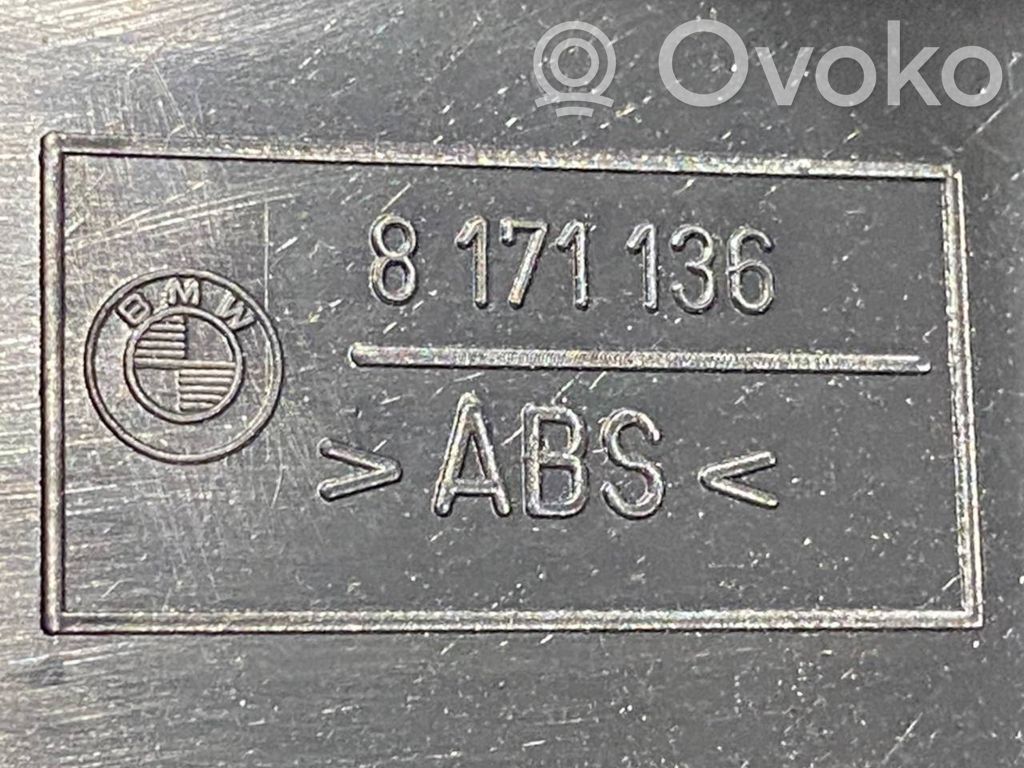 Ovoko
8 171 136
BMW
>ABS<